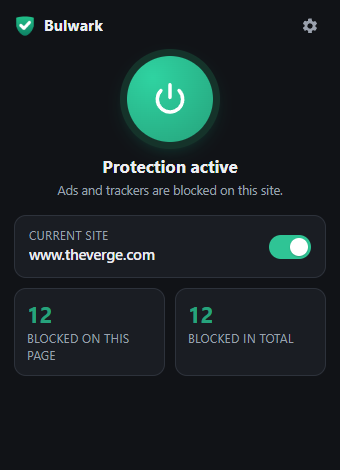 Bulwark
Protection active
Ads and trackers are blocked on this site.
CURRENT SITE
www.theverge.com
12
BLOCKED ON THIS
PAGE
12
BLOCKED IN TOTAL